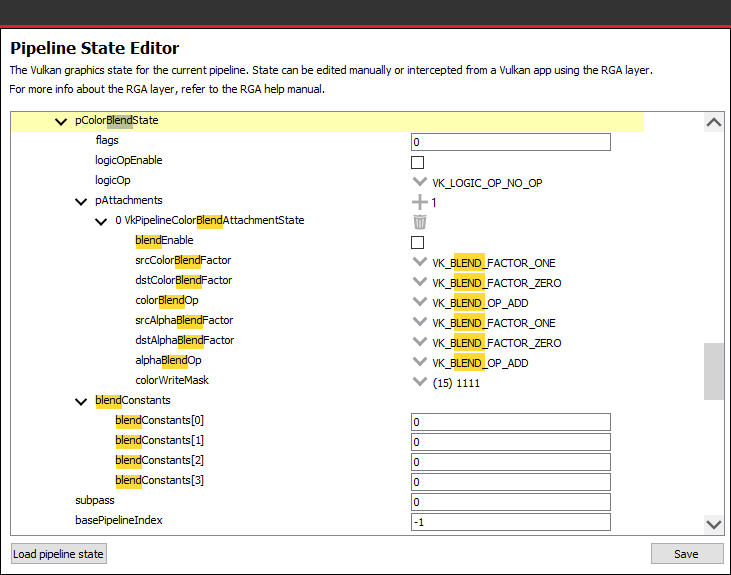 Pipeline State Editor
The Vulkan graphics state for the current pipeline. State can be edited manually or intercepted from a Vulkan app using the RGA layer.
For more info about the RGA layer, refer to the RGA help manual.
pColorBlendState
flags 0
logicOpEnable
logicOp VK_LOGIC_OP_NO_OP
pAttachments 1
0 VkPipelineColorBlendAttachmentState
blendEnable
srcColorBlendFactor VK_BLEND_FACTOR_ONE
dstColorBlendFactor VK_BLEND_FACTOR_ZERO
colorBlendOp VK_BLEND_OP_ADD
srcAlphaBlendFactor VK_BLEND_FACTOR_ONE
dstAlphaBlendFactor VK_BLEND_FACTOR_ZERO
alphaBlendOp VK_BLEND_OP_ADD
colorWriteMask (15) 1111
blendConstants
blendConstants[0] 0
blendConstants[1] 0
blendConstants[2] 0
blendConstants[3] 0
subpass 0
basePipelineIndex -1
Load pipeline state Save